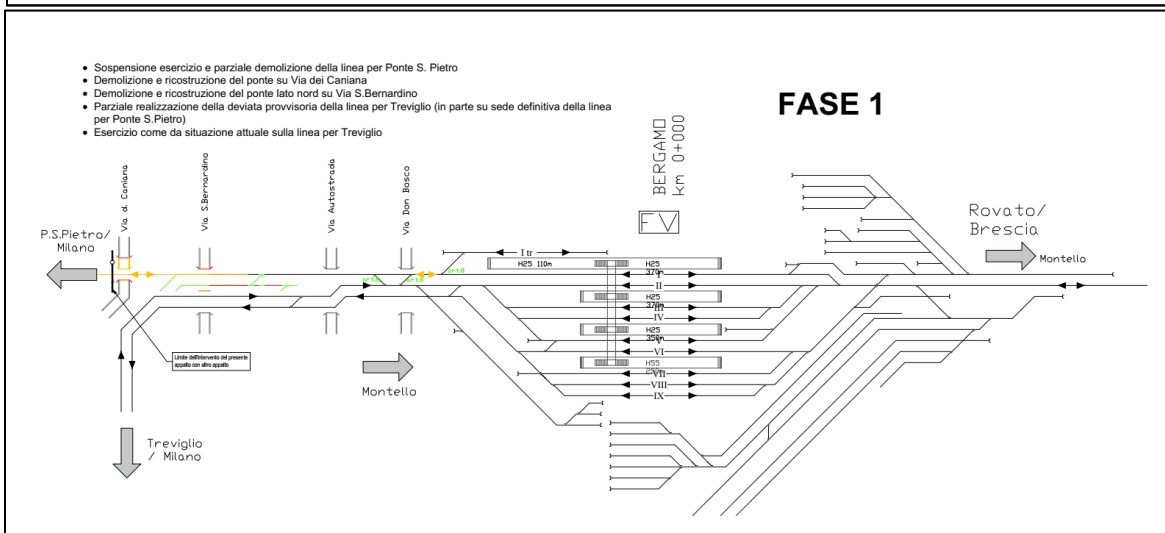 • Sospensione esercizio e parziale demolizione della linea per Ponte S. Pietro
• Demolizione e ricostruzione del ponte su Via dei Caniana
• Demolizione e ricostruzione del ponte lato nord su Via S.Bernardino
• Parziale realizzazione della deviata provvisoria della linea per Treviglio (in parte su sede definitiva della linea
per Ponte S.Pietro)
• Esercizio come da situazione attuale sulla linea per Treviglio
FASE 1
BERGAMO
km 0+000
FV
Via d. Caniana
Via S.Bernardino
Via Autostrada
Via Don Bosco
P.S.Pietro/
Milano
Rovato/
Brescia
Montello
I tr
H25 110m
H25
370m
I
II
H25
370m
III
IV
H25
350m
V
VI
H55
VII
VIII
IX
Limite dell'intervento del presente
appalto con altro appalto
Montello
Treviglio
/ Milano